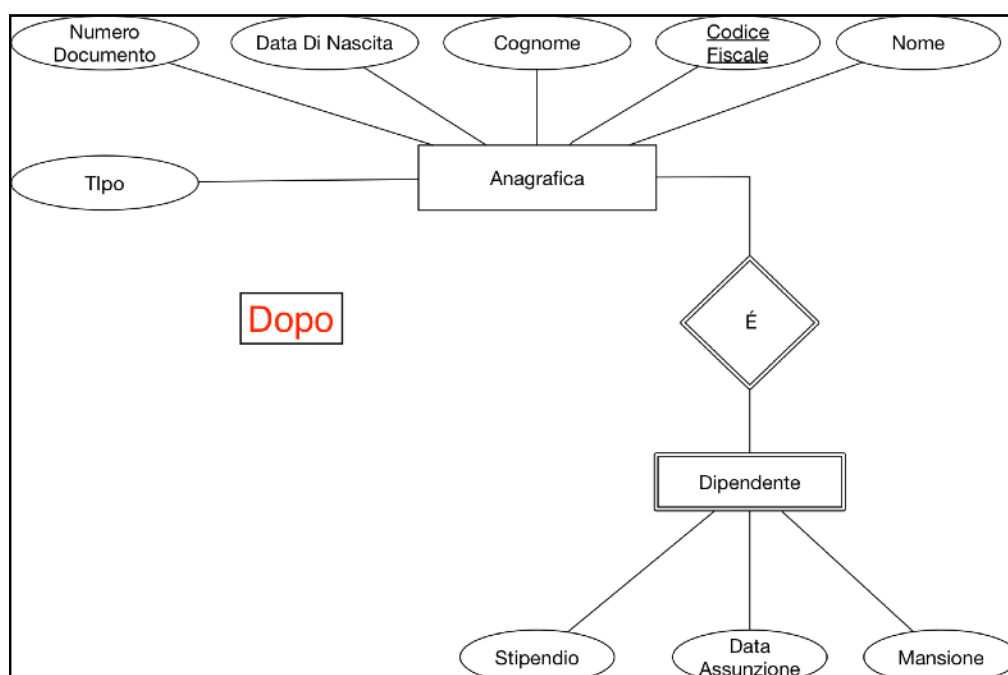 Numero
Documento
Data Di Nascita
Cognome
Codice
Fiscale
Nome
TIpo
Anagrafica
Dopo
É
Dipendente
Stipendio
Data
Assunzione
Mansione